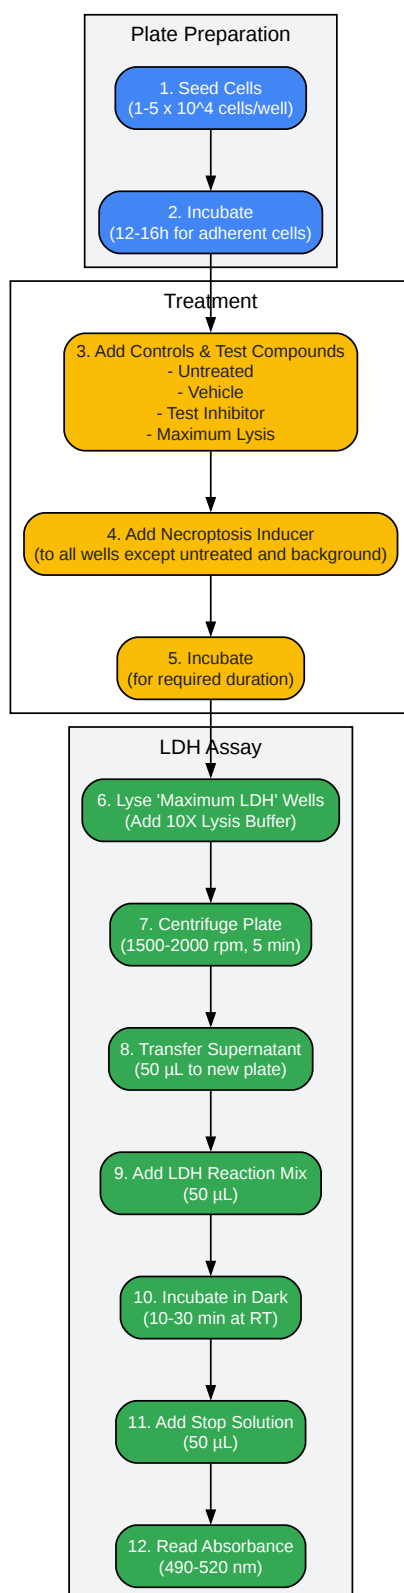 Plate Preparation
1. Seed Cells
(1-5 x 10^4 cells/well)
2. Incubate
(12-16h for adherent cells)
Treatment
3. Add Controls & Test Compounds
- Untreated
- Vehicle
- Test Inhibitor
- Maximum Lysis
4. Add Necroptosis Inducer
(to all wells except untreated and background)
5. Incubate
(for required duration)
LDH Assay
6. Lyse 'Maximum LDH' Wells
(Add 10X Lysis Buffer)
7. Centrifuge Plate
(1500-2000 rpm, 5 min)
8. Transfer Supernatant
(50 µL to new plate)
9. Add LDH Reaction Mix
(50 µL)
10. Incubate in Dark
(10-30 min at RT)
11. Add Stop Solution
(50 µL)
12. Read Absorbance
(490-520 nm)